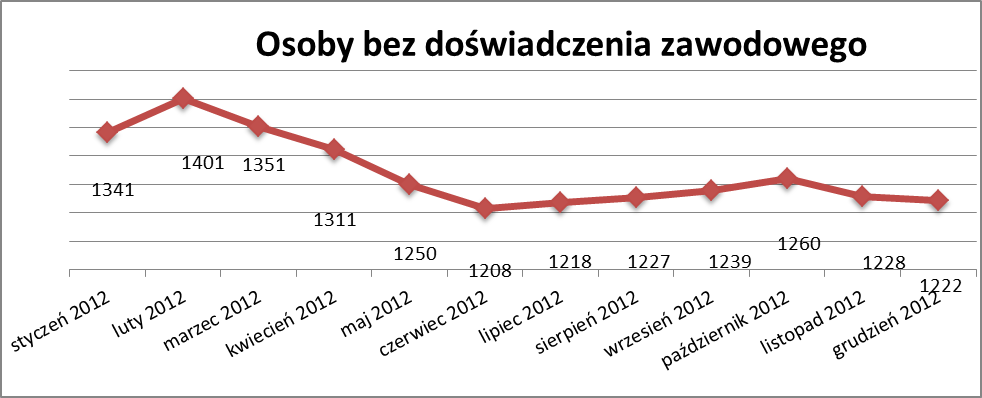 Osoby bez doświadczenia zawodowego
1341
1401
1351
1311
1250
1208
1218
1227
1239
1260
1228
1222
styczeń 2012
luty 2012
marzec 2012
kwiecień 2012
maj 2012
czerwiec 2012
lipiec 2012
sierpień 2012
wrzesień 2012
październik 2012
listopad 2012
grudzień 2012